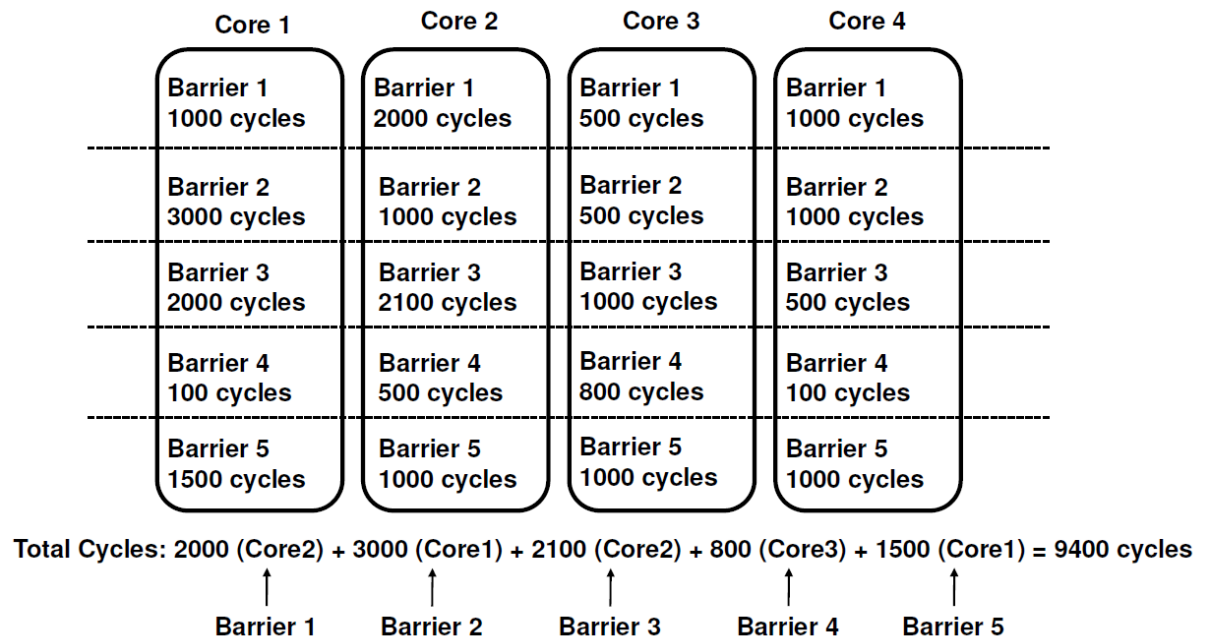 Core 1 Core 2 Core 3 Core 4
Barrier 1 Barrier 1 Barrier 1 Barrier 1
1000 cycles 2000 cycles 500 cycles 1000 cycles
Barrier 2 Barrier 2 Barrier 2 Barrier 2
3000 cycles 1000 cycles 500 cycles 1000 cycles
Barrier 3 Barrier 3 Barrier 3 Barrier 3
2000 cycles 2100 cycles 1000 cycles 500 cycles
Barrier 4 Barrier 4 Barrier 4 Barrier 4
100 cycles 500 cycles 800 cycles 100 cycles
Barrier 5 Barrier 5 Barrier 5 Barrier 5
1500 cycles 1000 cycles 1000 cycles 1000 cycles
Total Cycles: 2000 (Core2) + 3000 (Core1) + 2100 (Core2) + 800 (Core3) + 1500 (Core1) = 9400 cycles
Barrier 1 Barrier 2 Barrier 3 Barrier 4 Barrier 5